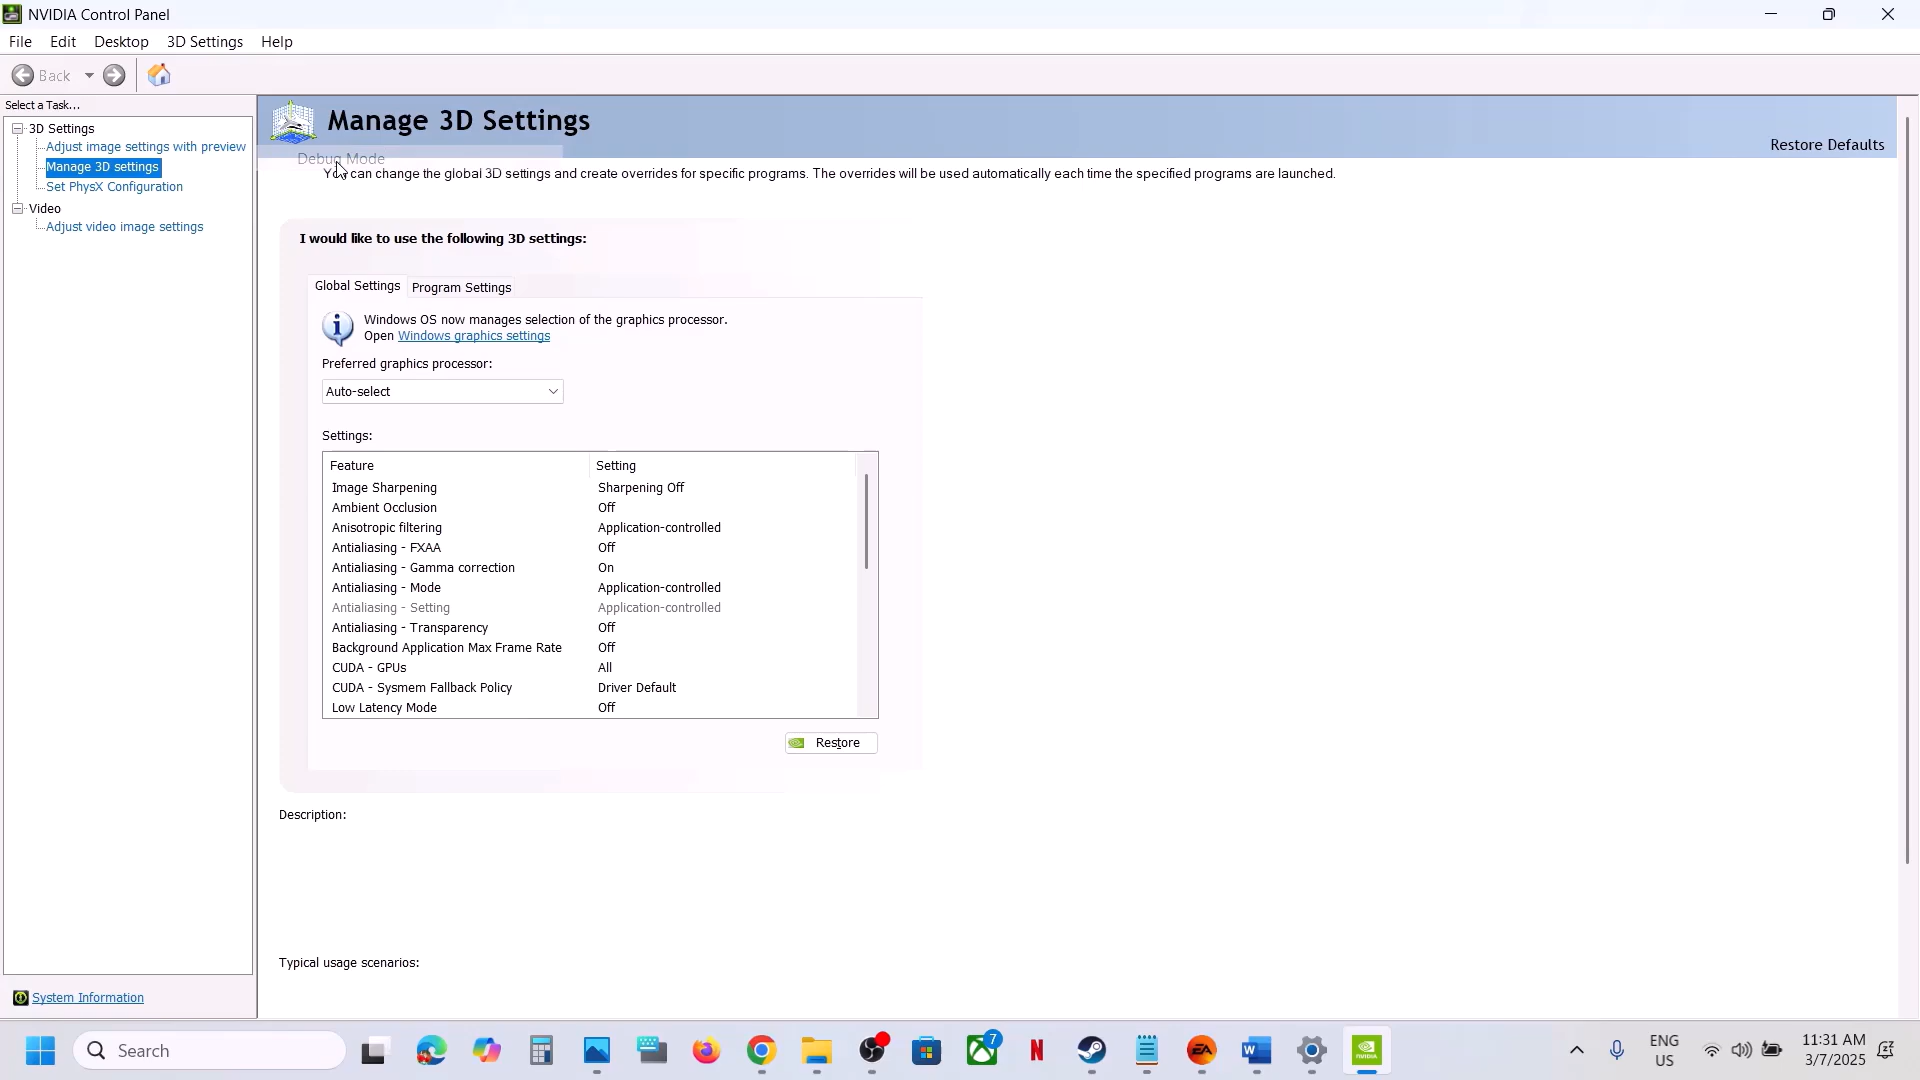 NVIDIA Control Panel
File Edit Desktop 3D Settings Help
Back
Select a Task...
3D Settings
Adjust image settings with preview
Manage 3D settings
Set PhysX Configuration
Video
Adjust video image settings
System Information
Manage 3D Settings
Restore Defaults
Debug Mode
You can change the global 3D settings and create overrides for specific programs. The overrides will be used automatically each time the specified programs are launched.
I would like to use the following 3D settings:
Global Settings Program Settings
Windows OS now manages selection of the graphics processor.
Open Windows graphics settings
Preferred graphics processor:
Auto-select
Settings:
Feature Setting
Image Sharpening Sharpening Off
Ambient Occlusion Off
Anisotropic filtering Application-controlled
Antialiasing - FXAA Off
Antialiasing - Gamma correction On
Antialiasing - Mode Application-controlled
Antialiasing - Setting Application-controlled
Antialiasing - Transparency Off
Background Application Max Frame Rate Off
CUDA - GPUs All
CUDA - Sysmem Fallback Policy Driver Default
Low Latency Mode Off
Restore
Description:
Typical usage scenarios:
Search
7
ENG
US
11:31 AM
3/7/2025